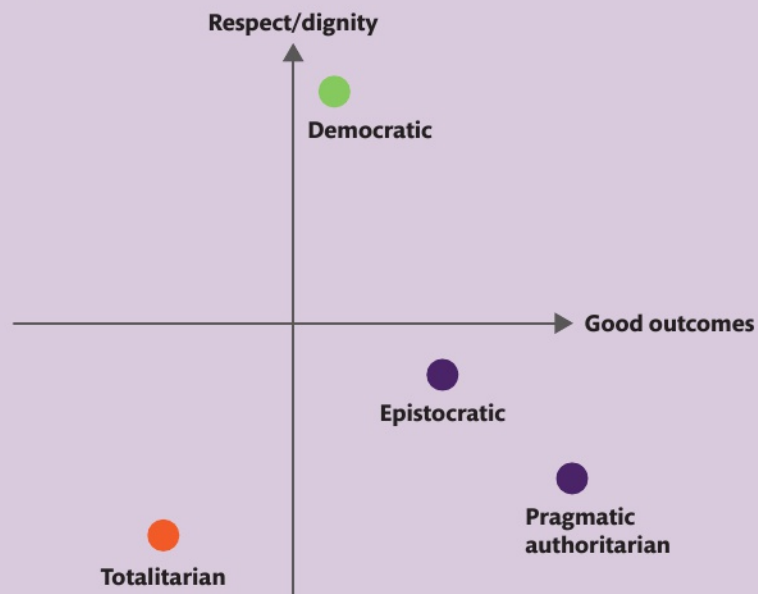 Respect/dignity
Democratic
Good outcomes
Epistocratic
Pragmatic
authoritarian
Totalitarian